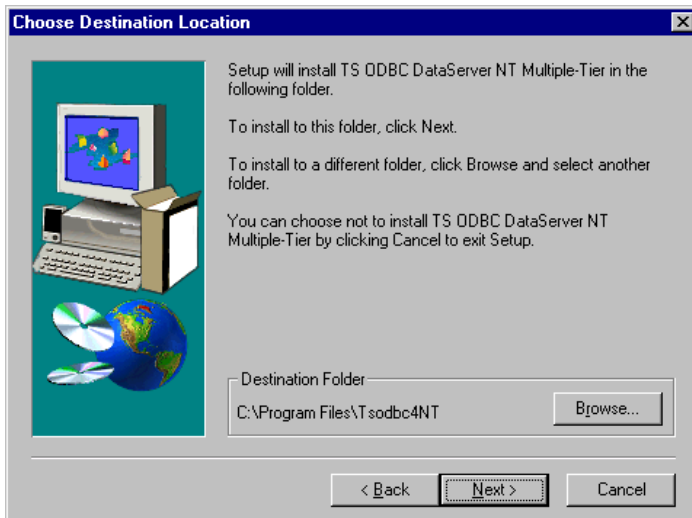 Choose Destination Location
Setup will install TS ODBC DataServer NT Multiple-Tier in the
following folder.
To install to this folder, click Next.
To install to a different folder, click Browse and select another
folder.
You can choose not to install TS ODBC DataServer NT
Multiple-Tier by clicking Cancel to exit Setup.
Destination Folder
C:\Program Files\Tsodbc4NT
Browse...
< Back
Next >
Cancel